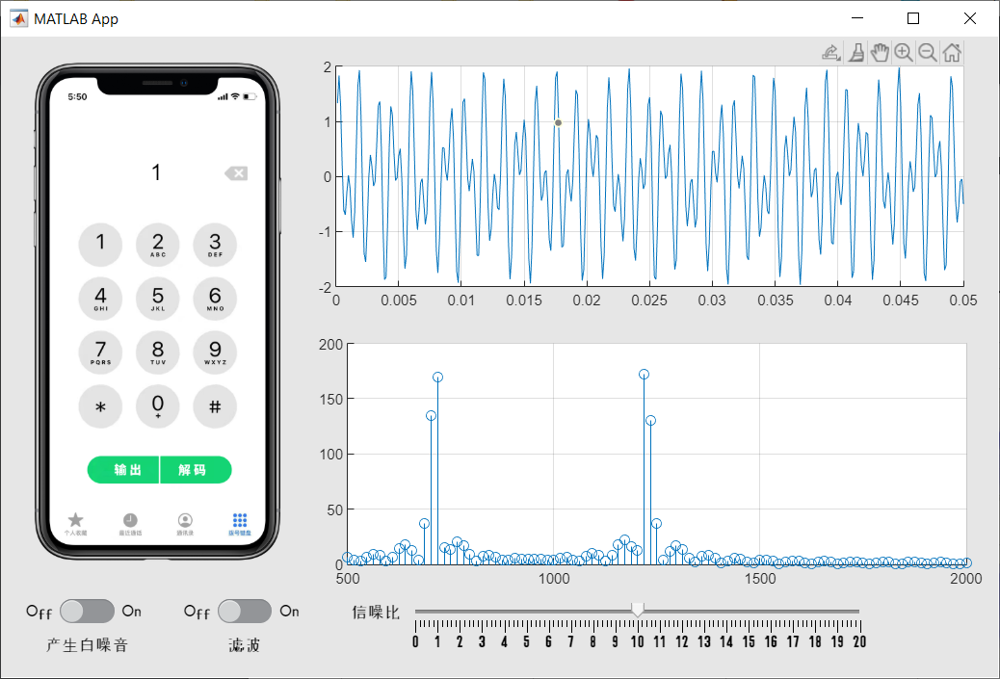 MATLAB App
5:50
1
1
2 3
ABC DEF
4 5 6
GHI JKL MNO
7 8 9
PQRS TUV WXYZ
* 0 #
+
输出 解码
个人收藏 最近通话 通讯录 拨号键盘
2
1
0
-1
-2
0 0.005 0.01 0.015 0.02 0.025 0.03 0.035 0.04 0.045 0.05
200
150
100
50
0
500 1000 1500 2000
Off On Off On
产生白噪音 滤波
信噪比
0 1 2 3 4 5 6 7 8 9 10 11 12 13 14 15 16 17 18 19 20